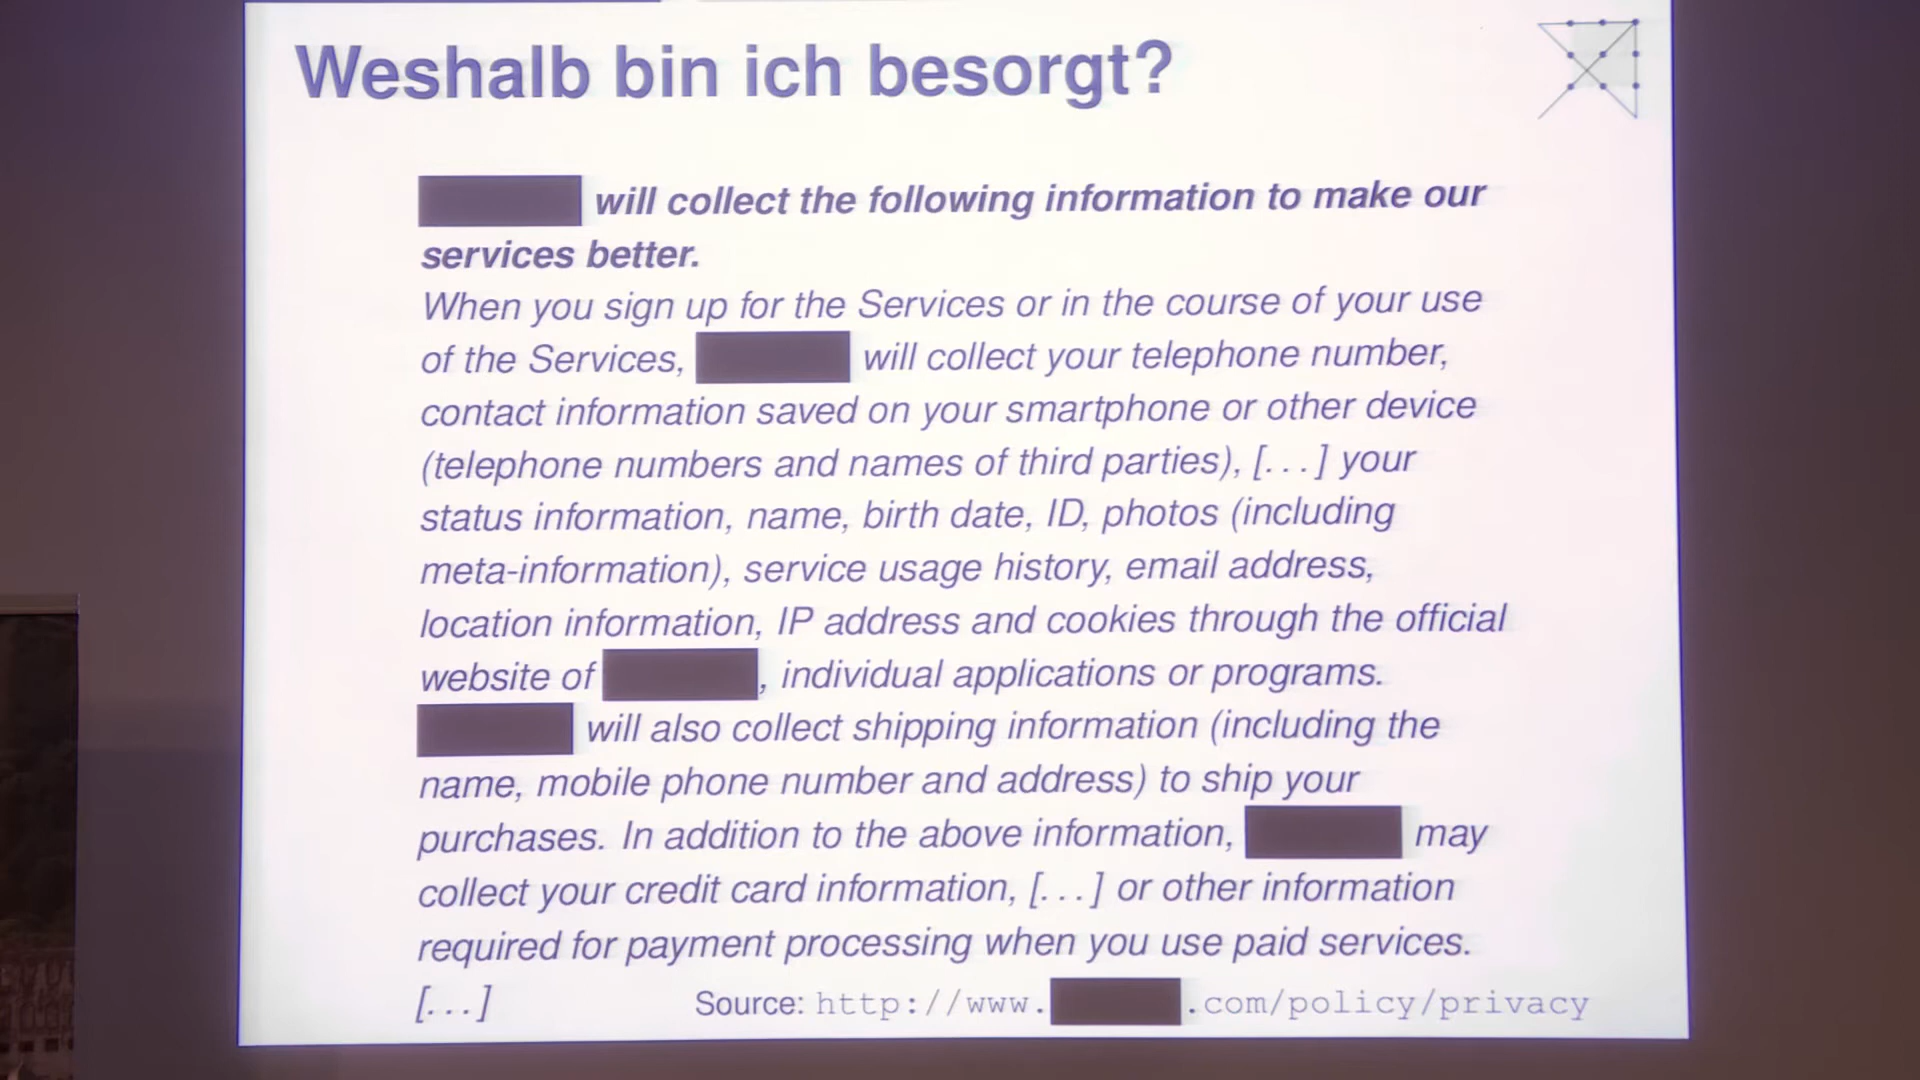 Weshalb bin ich besorgt?
will collect the following information to make our
services better.
When you sign up for the Services or in the course of your use
of the Services, will collect your telephone number,
contact information saved on your smartphone or other device
(telephone numbers and names of third parties), [...] your
status information, name, birth date, ID, photos (including
meta-information), service usage history, email address,
location information, IP address and cookies through the official
website of , individual applications or programs.
will also collect shipping information (including the
name, mobile phone number and address) to ship your
purchases. In addition to the above information, may
collect your credit card information, [...] or other information
required for payment processing when you use paid services.
[...] Source: http://www. .com/policy/privacy